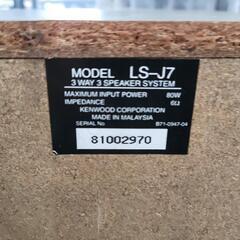 MODEL LS-J7
3 WAY 3 SPEAKER SYSTEM
MAXIMUM INPUT POWER 80W
IMPEDANCE 6Ω
KENWOOD CORPORATION
MADE IN MALAYSIA
SERIAL No B71-0947-04
81002970